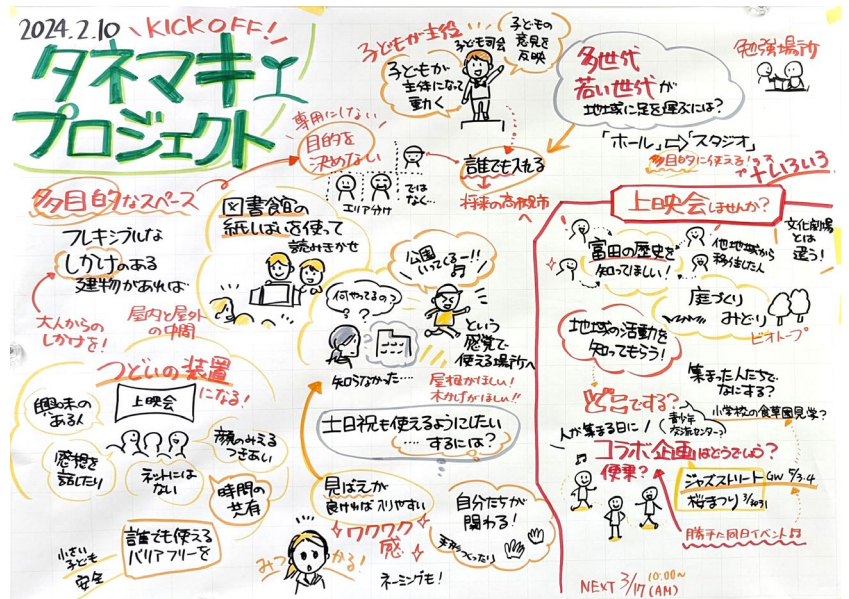 2024.2.10
KICK OFF!
タネマキ
プロジェクト
子どもが主役
子ども司会
子どもの
意見を
反映
子どもが
主体になって
動く
多世代
若い世代が
地域に足を運ぶには?
勉強場所
「ホール」⇨「スタジオ」
多目的に使える!
専用にしない
目的を
決めない
エリア分け
ではなく…
誰でも入れる
将来の高槻市へ
多目的なスペース
フレキシブルな
しかけのある
建物があれば
大人からの
しかけを!
屋内と屋外
の中間
図書館の
紙しばいを使って
読みきかせ
公園
いってくるー!!
何やってるの?
知らなかった…
という
感覚で
使える場所へ
屋根がほしい!
木かげがほしい!!
つどいの装置
になる!
上映会
興味の
ある人
感想を
話したり
ネットには
ない
顔のみえる
つきあい
時間の
共有
誰でも使える
バリアフリーを
小さい
子ども
安全
土日祝も使えるようにしたい
…するには?
見ばえが
良ければ入りやすい
ワクワク
感
みつかる!
ネーミングも!
自分たちが
関わる!
上映会しませんか?
富田の歴史を
知ってほしい!
他地域から
移住した人
文化劇場
とは
違う!
庭づくり
みどり
ビオトープ
地域の活動を
知ってもらう!
集まった人たちで
なにする?
小学校の食草園見学?
どこでする?
青少年
交流センター?
人が集まる日に!
コラボ企画はどうでしょう?
便乗?
ジャズストリート GW 5/3.4
桜まつり 3/30.31
勝手に同日イベント
NEXT 3/17 10:00~
(AM)